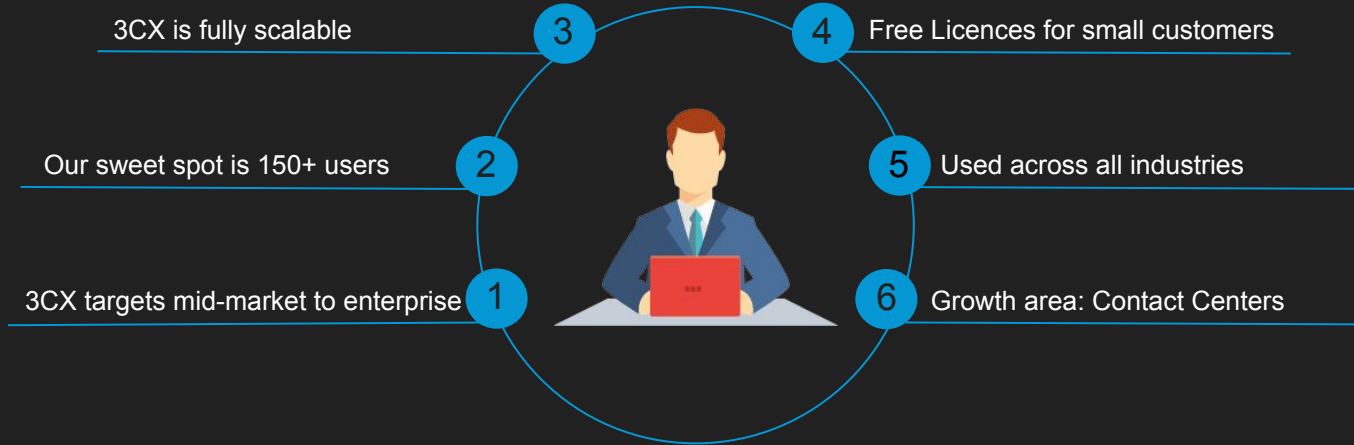 3CX is fully scalable
3
4
Free Licences for small customers
Our sweet spot is 150+ users
2
5
Used across all industries
3CX targets mid-market to enterprise
1
6
Growth area: Contact Centers